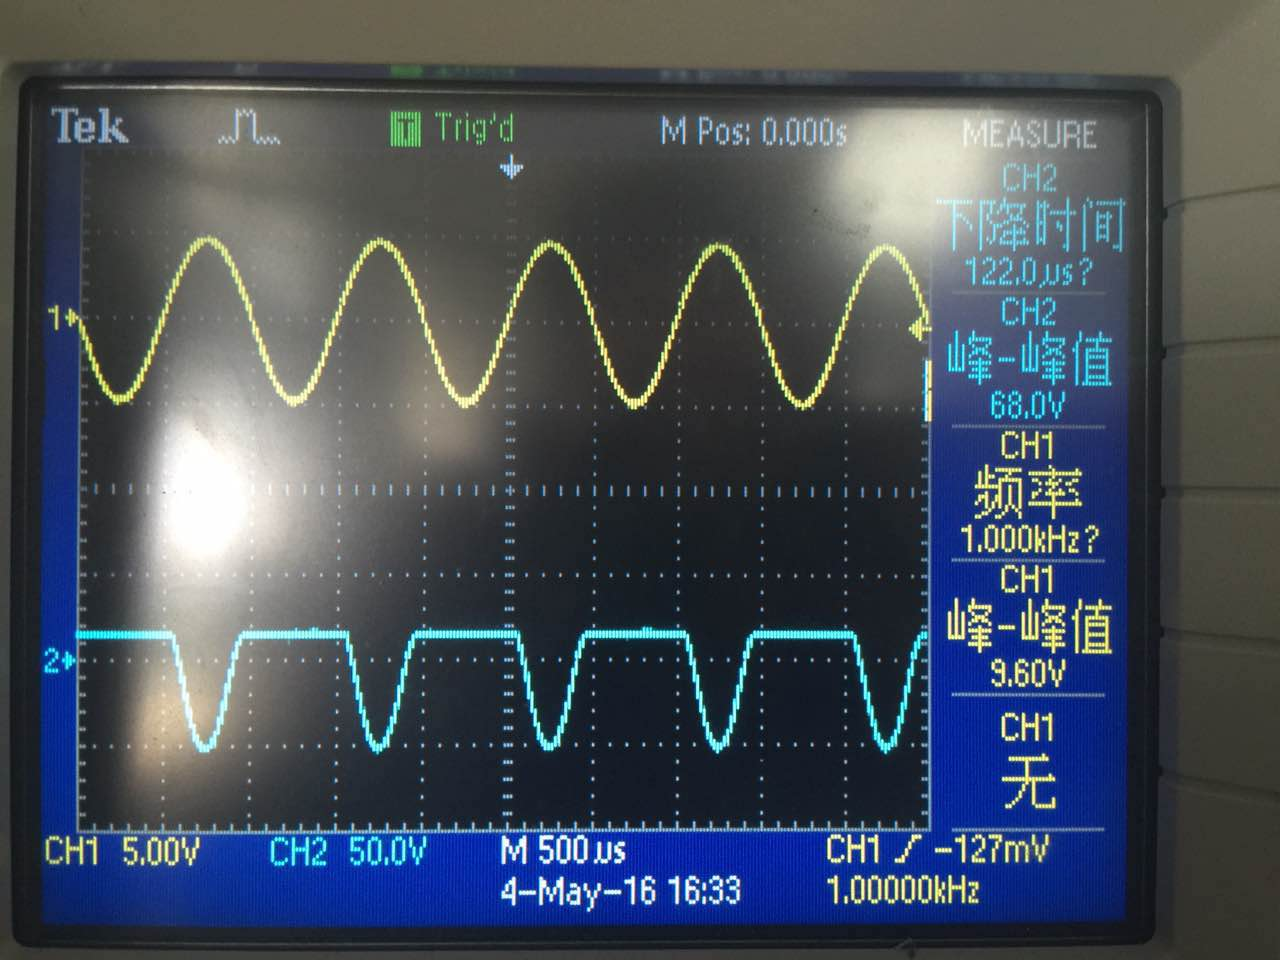 Tek Trig'd M Pos: 0.000s MEASURE
CH2
下降时间
122.0µs?
CH2
峰-峰值
68.0V
CH1
频率
1.000kHz?
CH1
峰-峰值
9.60V
CH1
无
1
2
CH1 5.00V CH2 50.0V M 500µs CH1 -127mV
4-May-16 16:33 1.00000kHz